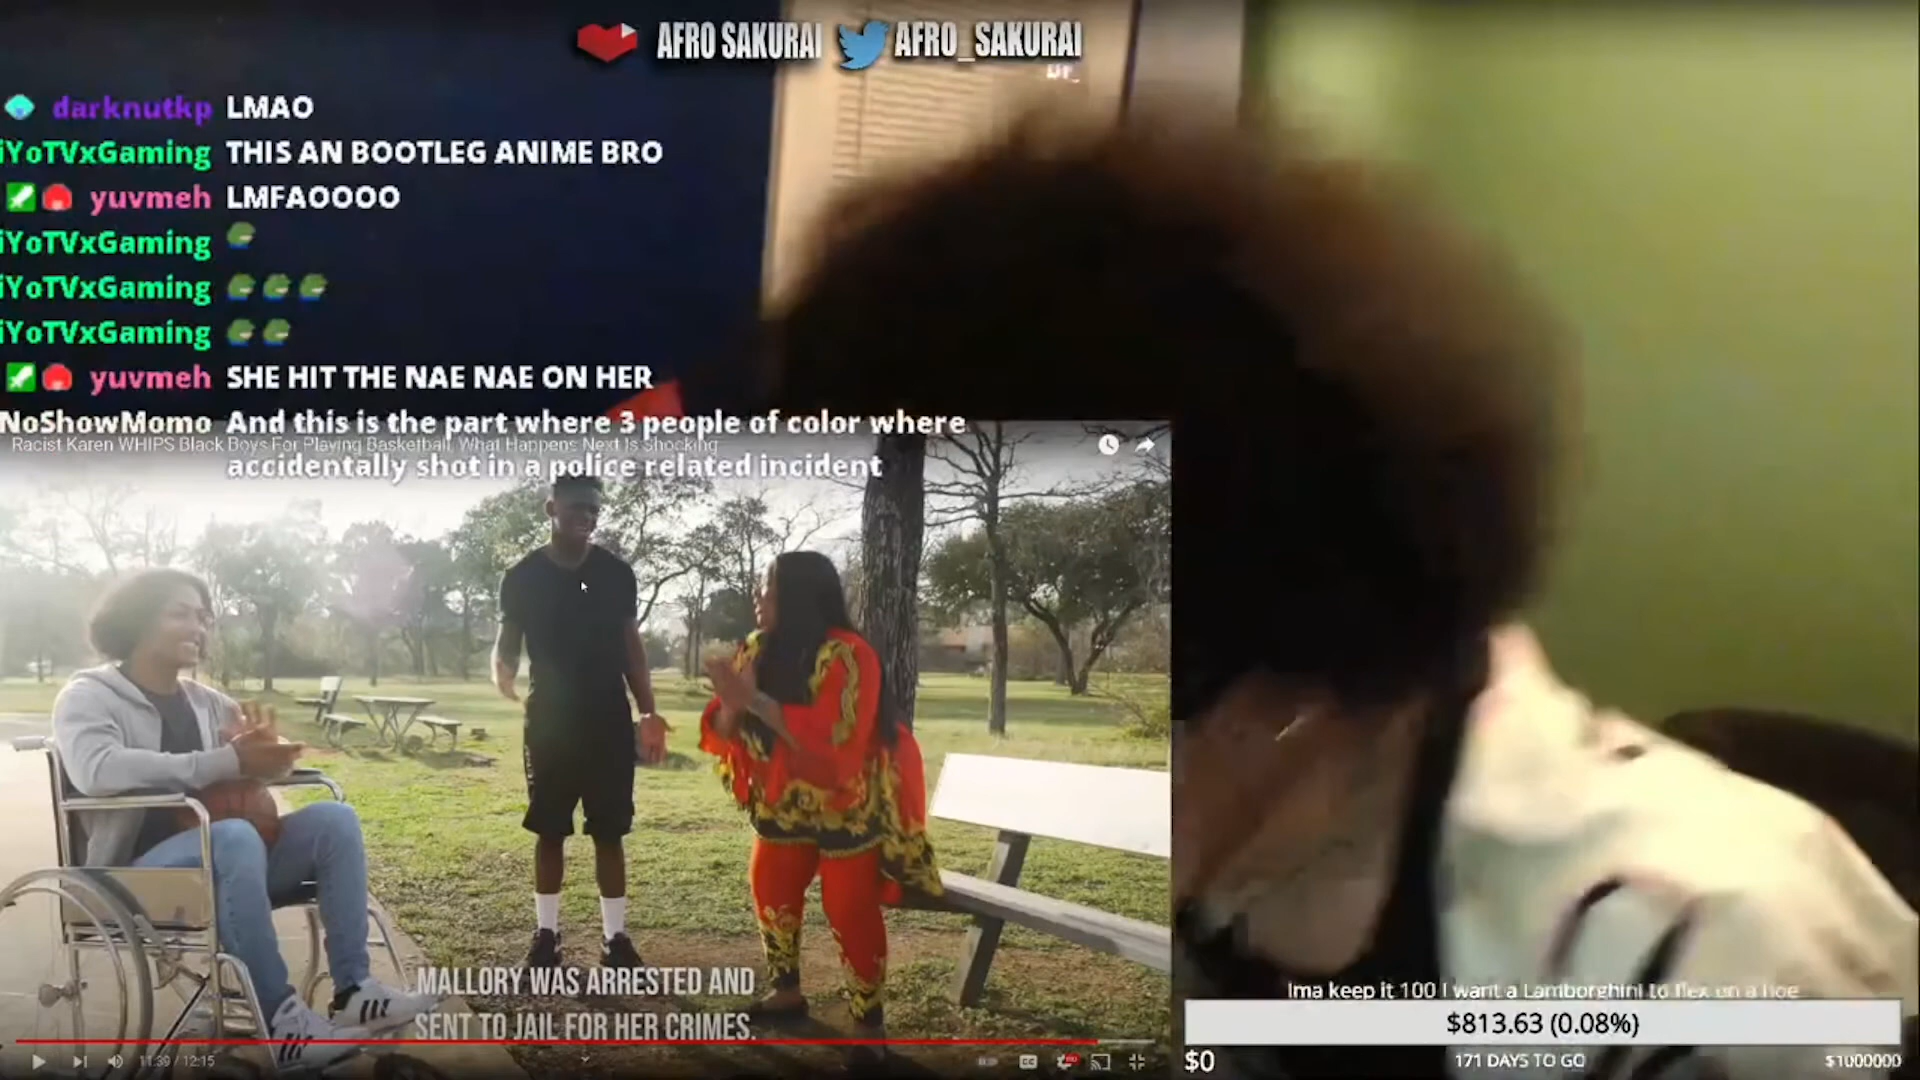 AFRO SAKURAI AFRO_SAKURAI
darknutkp LMAO
iYoTVxGaming THIS AN BOOTLEG ANIME BRO
yuvmeh LMFAOOOO
iYoTVxGaming
iYoTVxGaming
iYoTVxGaming
yuvmeh SHE HIT THE NAE NAE ON HER
NoShowMomo And this is the part where 3 people of color where
Racist Karen WHIPS Black Boys For Playing Basketball, What Happens Next Is Shocking
accidentally shot in a police related incident
MALLORY WAS ARRESTED AND
SENT TO JAIL FOR HER CRIMES.
11:39 / 12:15
Ima keep it 100 I want a Lamborghini to flex on a hoe
$813.63 (0.08%)
$0 171 DAYS TO GO $1000000